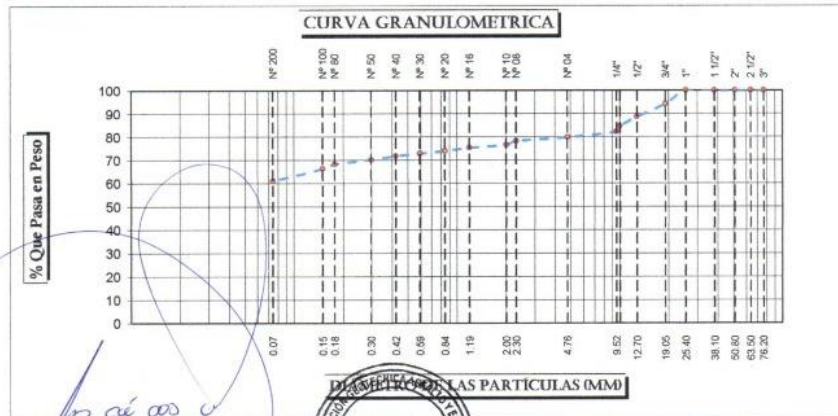 CURVA GRANULOMETRICA
Nº 200 Nº 100 Nº 80 Nº 50 Nº 40 Nº 30 Nº 20 Nº 16 Nº 10 Nº 08 Nº 04 1/4" 1/2" 3/4" 1" 1 1/2" 2" 2 1/2" 3"
% Que Pasa en Peso
100
90
80
70
60
50
40
30
20
10
0
0.07 0.15 0.18 0.30 0.42 0.59 0.84 1.19 2.00 2.30 4.76 9.52 12.70 19.05 25.40 38.10 50.80 63.50 76.20
DIAMETRO DE LAS PARTÍCULAS (MM)